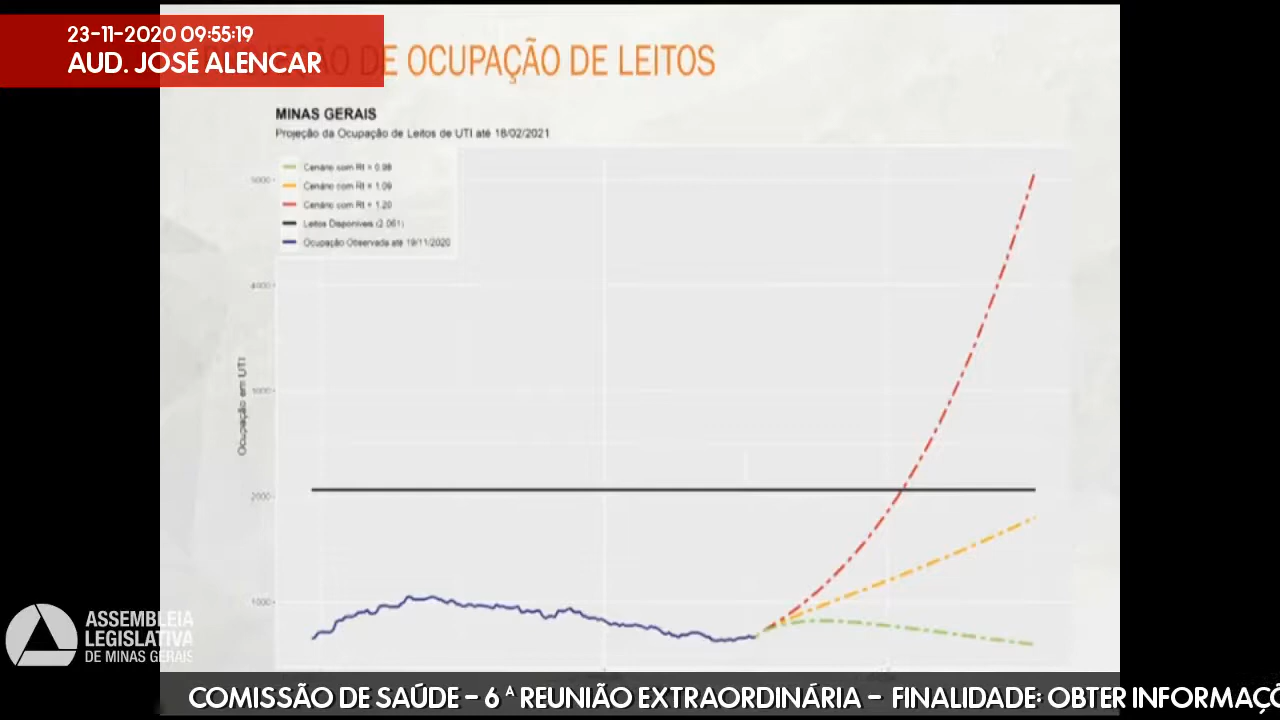 23-11-2020 09:55:19
AUD. JOSÉ ALENCAR
DE OCUPAÇÃO DE LEITOS
MINAS GERAIS
Projeção da Ocupação de Leitos de UTI até 18/02/2021
Cenário com Rt = 0.98
Cenário com Rt = 1.09
Cenário com Rt = 1.20
Leitos Disponíveis (2.061)
Ocupação Observada até 19/11/2020
5000
4000
3000
2000
1000
Ocupação em UTI
ASSEMBLEIA
LEGISLATIVA
DE MINAS GERAIS
COMISSÃO DE SAÚDE - 6ª REUNIÃO EXTRAORDINÁRIA - FINALIDADE: OBTER INFORMAÇÕ